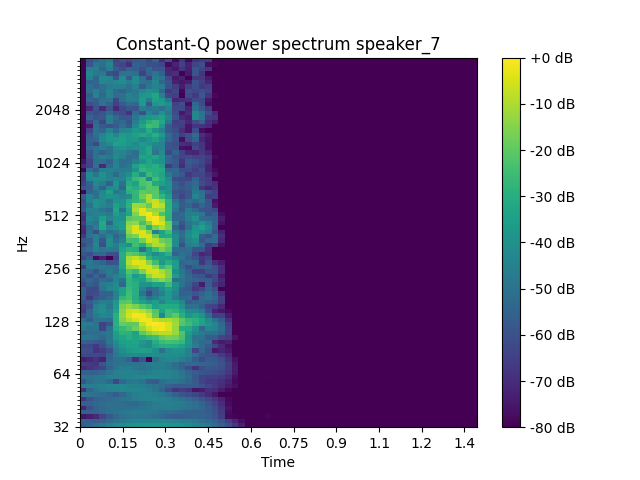 Constant-Q power spectrum speaker_7
Hz
2048
1024
512
256
128
64
32
0 0.15 0.3 0.45 0.6 0.75 0.9 1.1 1.2 1.4
Time
+0 dB
-10 dB
-20 dB
-30 dB
-40 dB
-50 dB
-60 dB
-70 dB
-80 dB